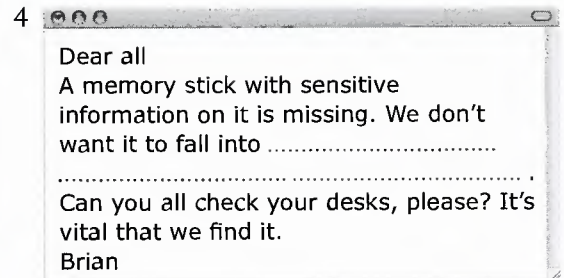 4
Dear all
A memory stick with sensitive
information on it is missing. We don't
want it to fall into ................................
.................................. .................................. .
Can you all check your desks, please? It's
vital that we find it.
Brian